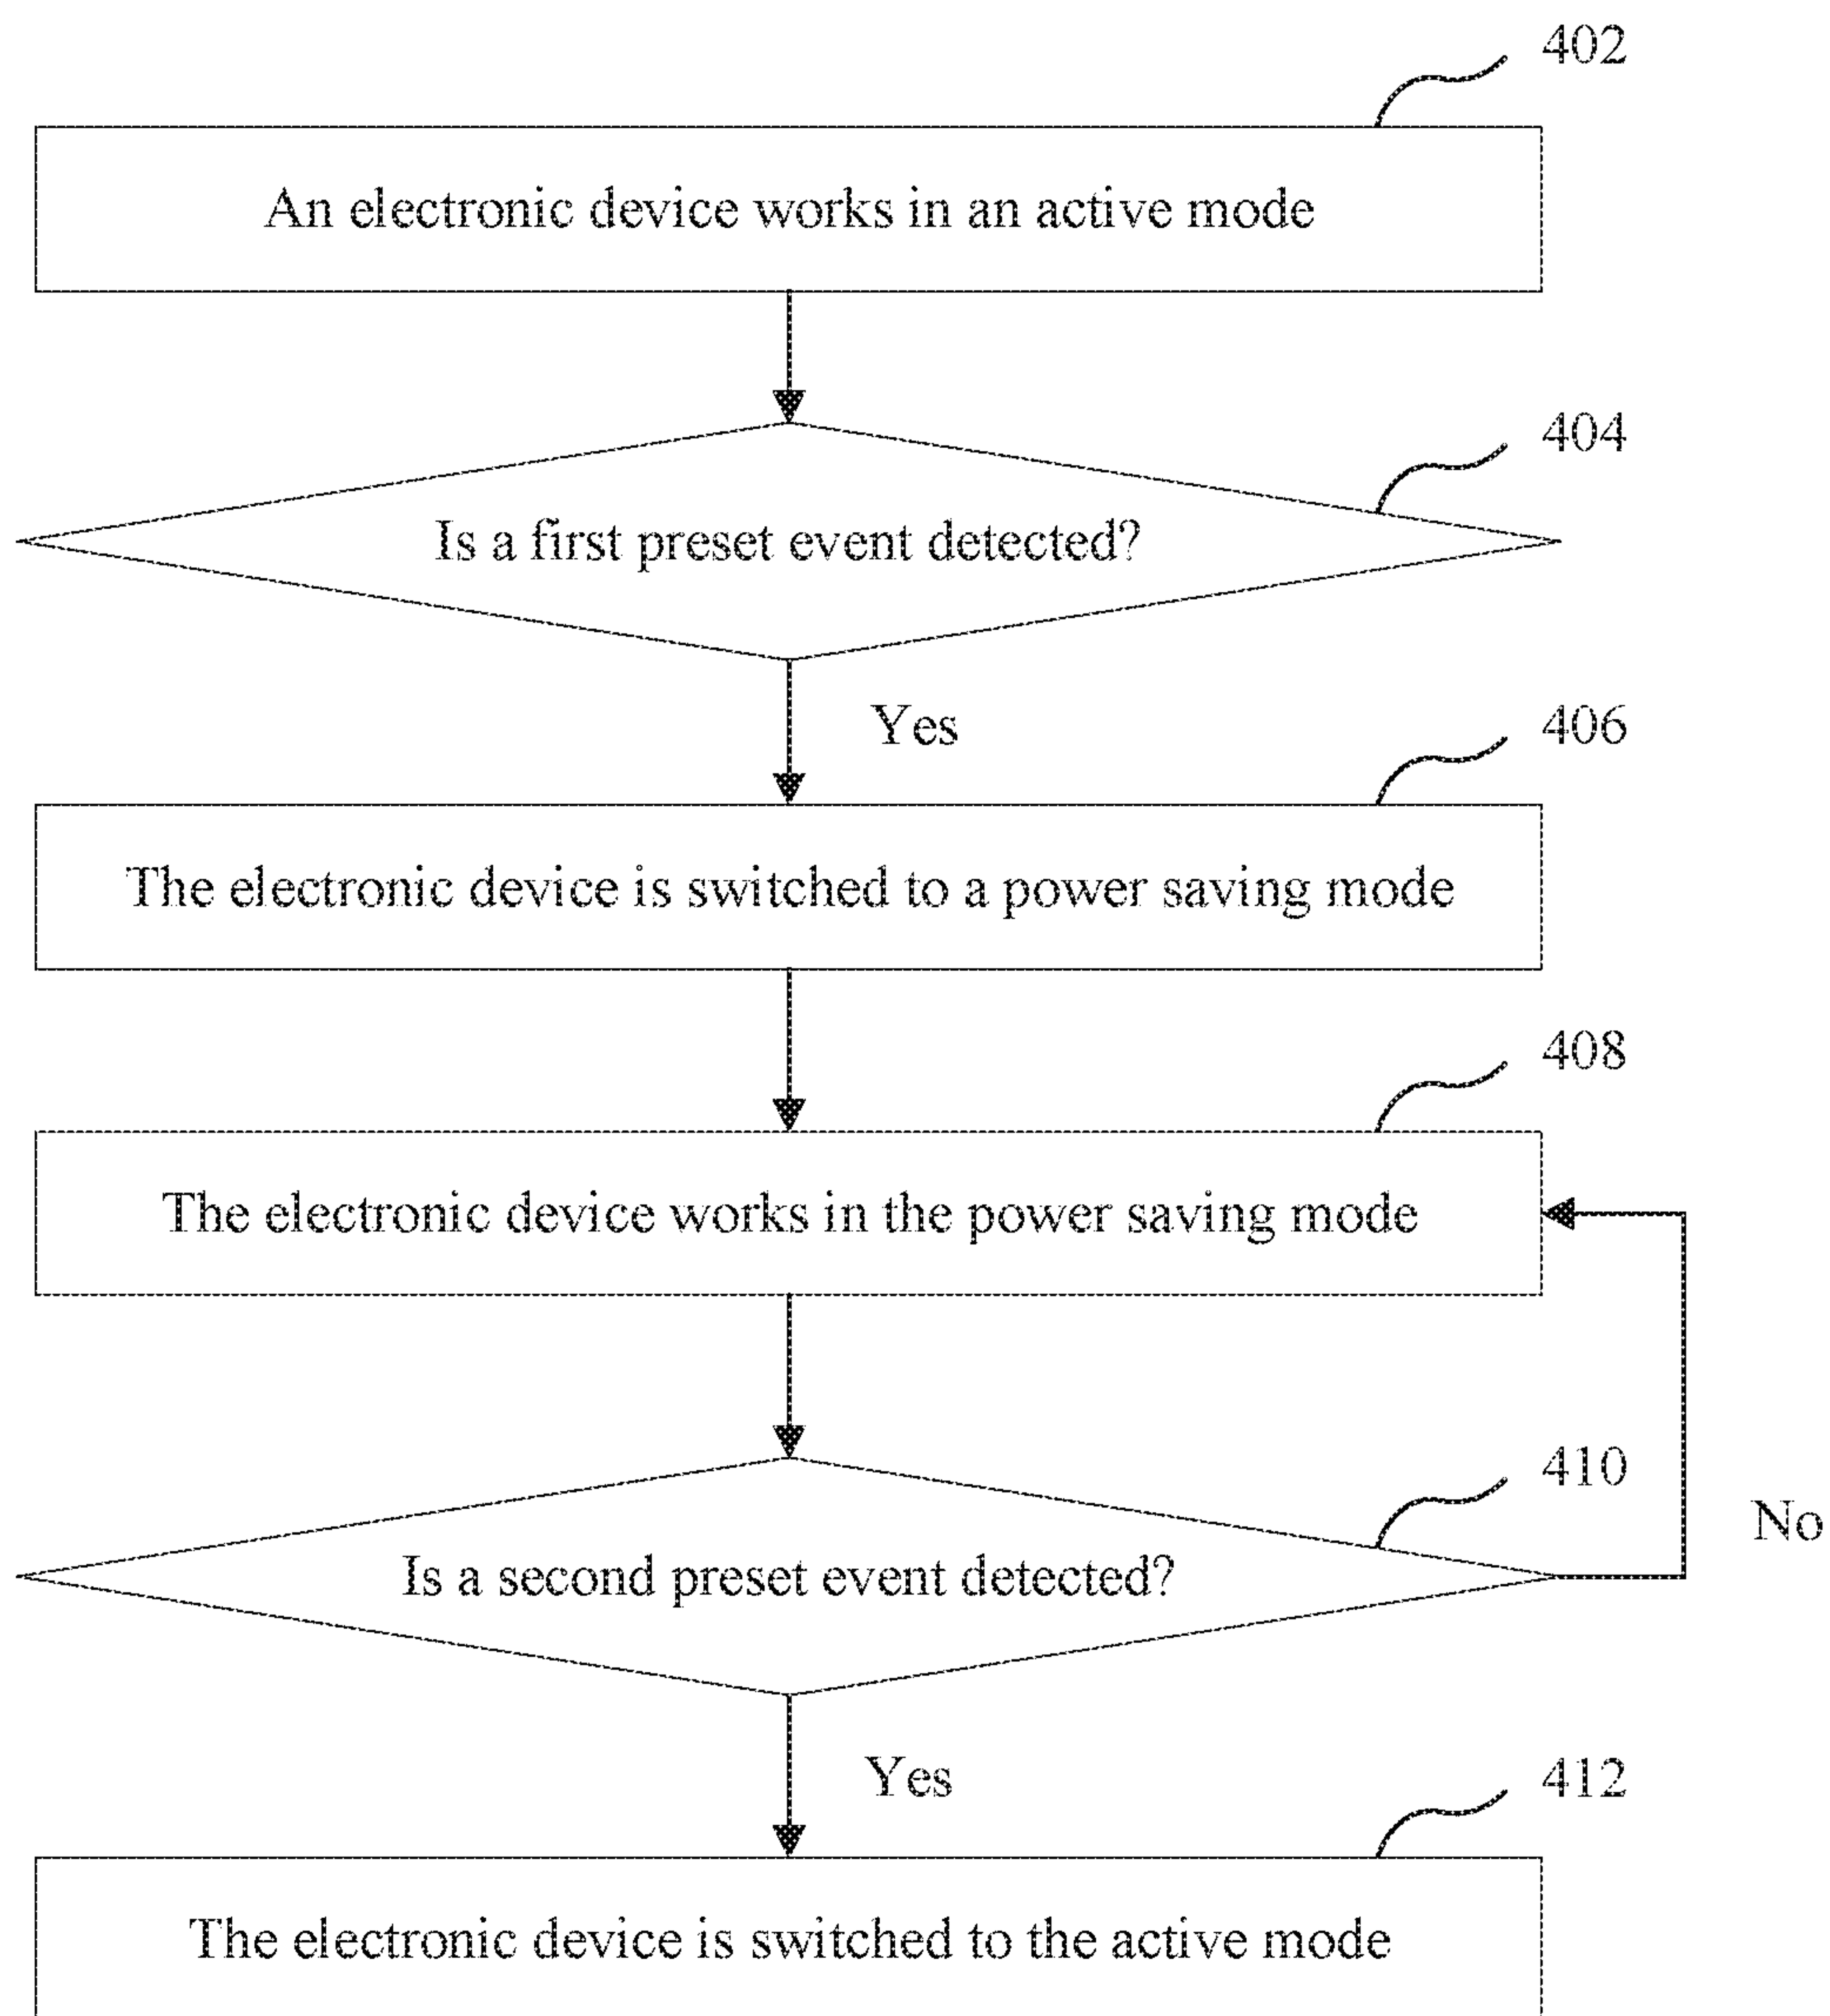 402
An electronic device works in an active mode
404
Is a first preset event detected?
Yes
406
The electronic device is switched to a power saving mode
408
The electronic device works in the power saving mode
410
No
Is a second preset event detected?
Yes
412
The electronic device is switched to the active mode